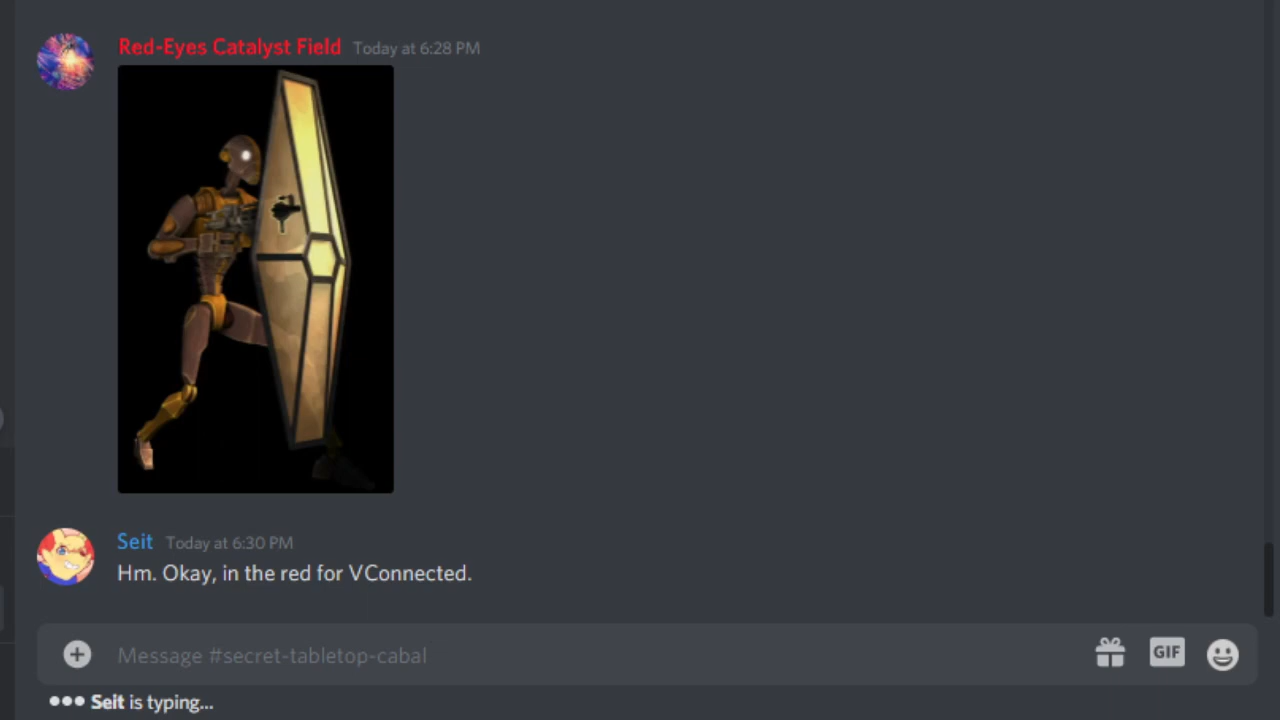 Red-Eyes Catalyst Field Today at 6:28 PM
Seit Today at 6:30 PM
Hm. Okay, in the red for VConnected.
Message #secret-tabletop-cabal
GIF
Seit is typing...